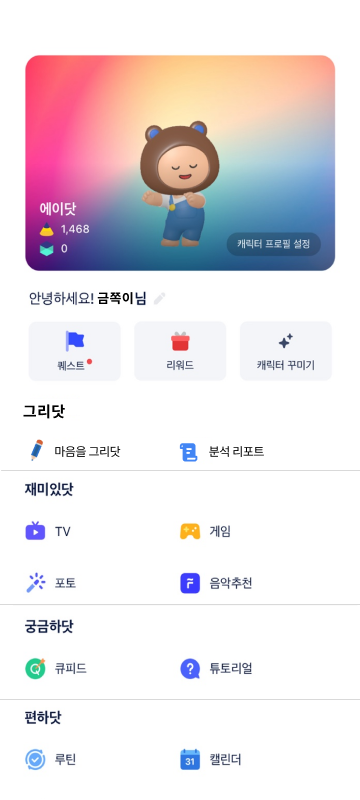 에이닷
1,468
0
캐릭터 프로필 설정
안녕하세요! 금쪽이님
퀘스트
리워드
캐릭터 꾸미기
그리닷
마음을 그리닷
분석 리포트
재미있닷
TV
게임
포토
음악추천
궁금하닷
큐피드
튜토리얼
편하닷
루틴
31
캘린더